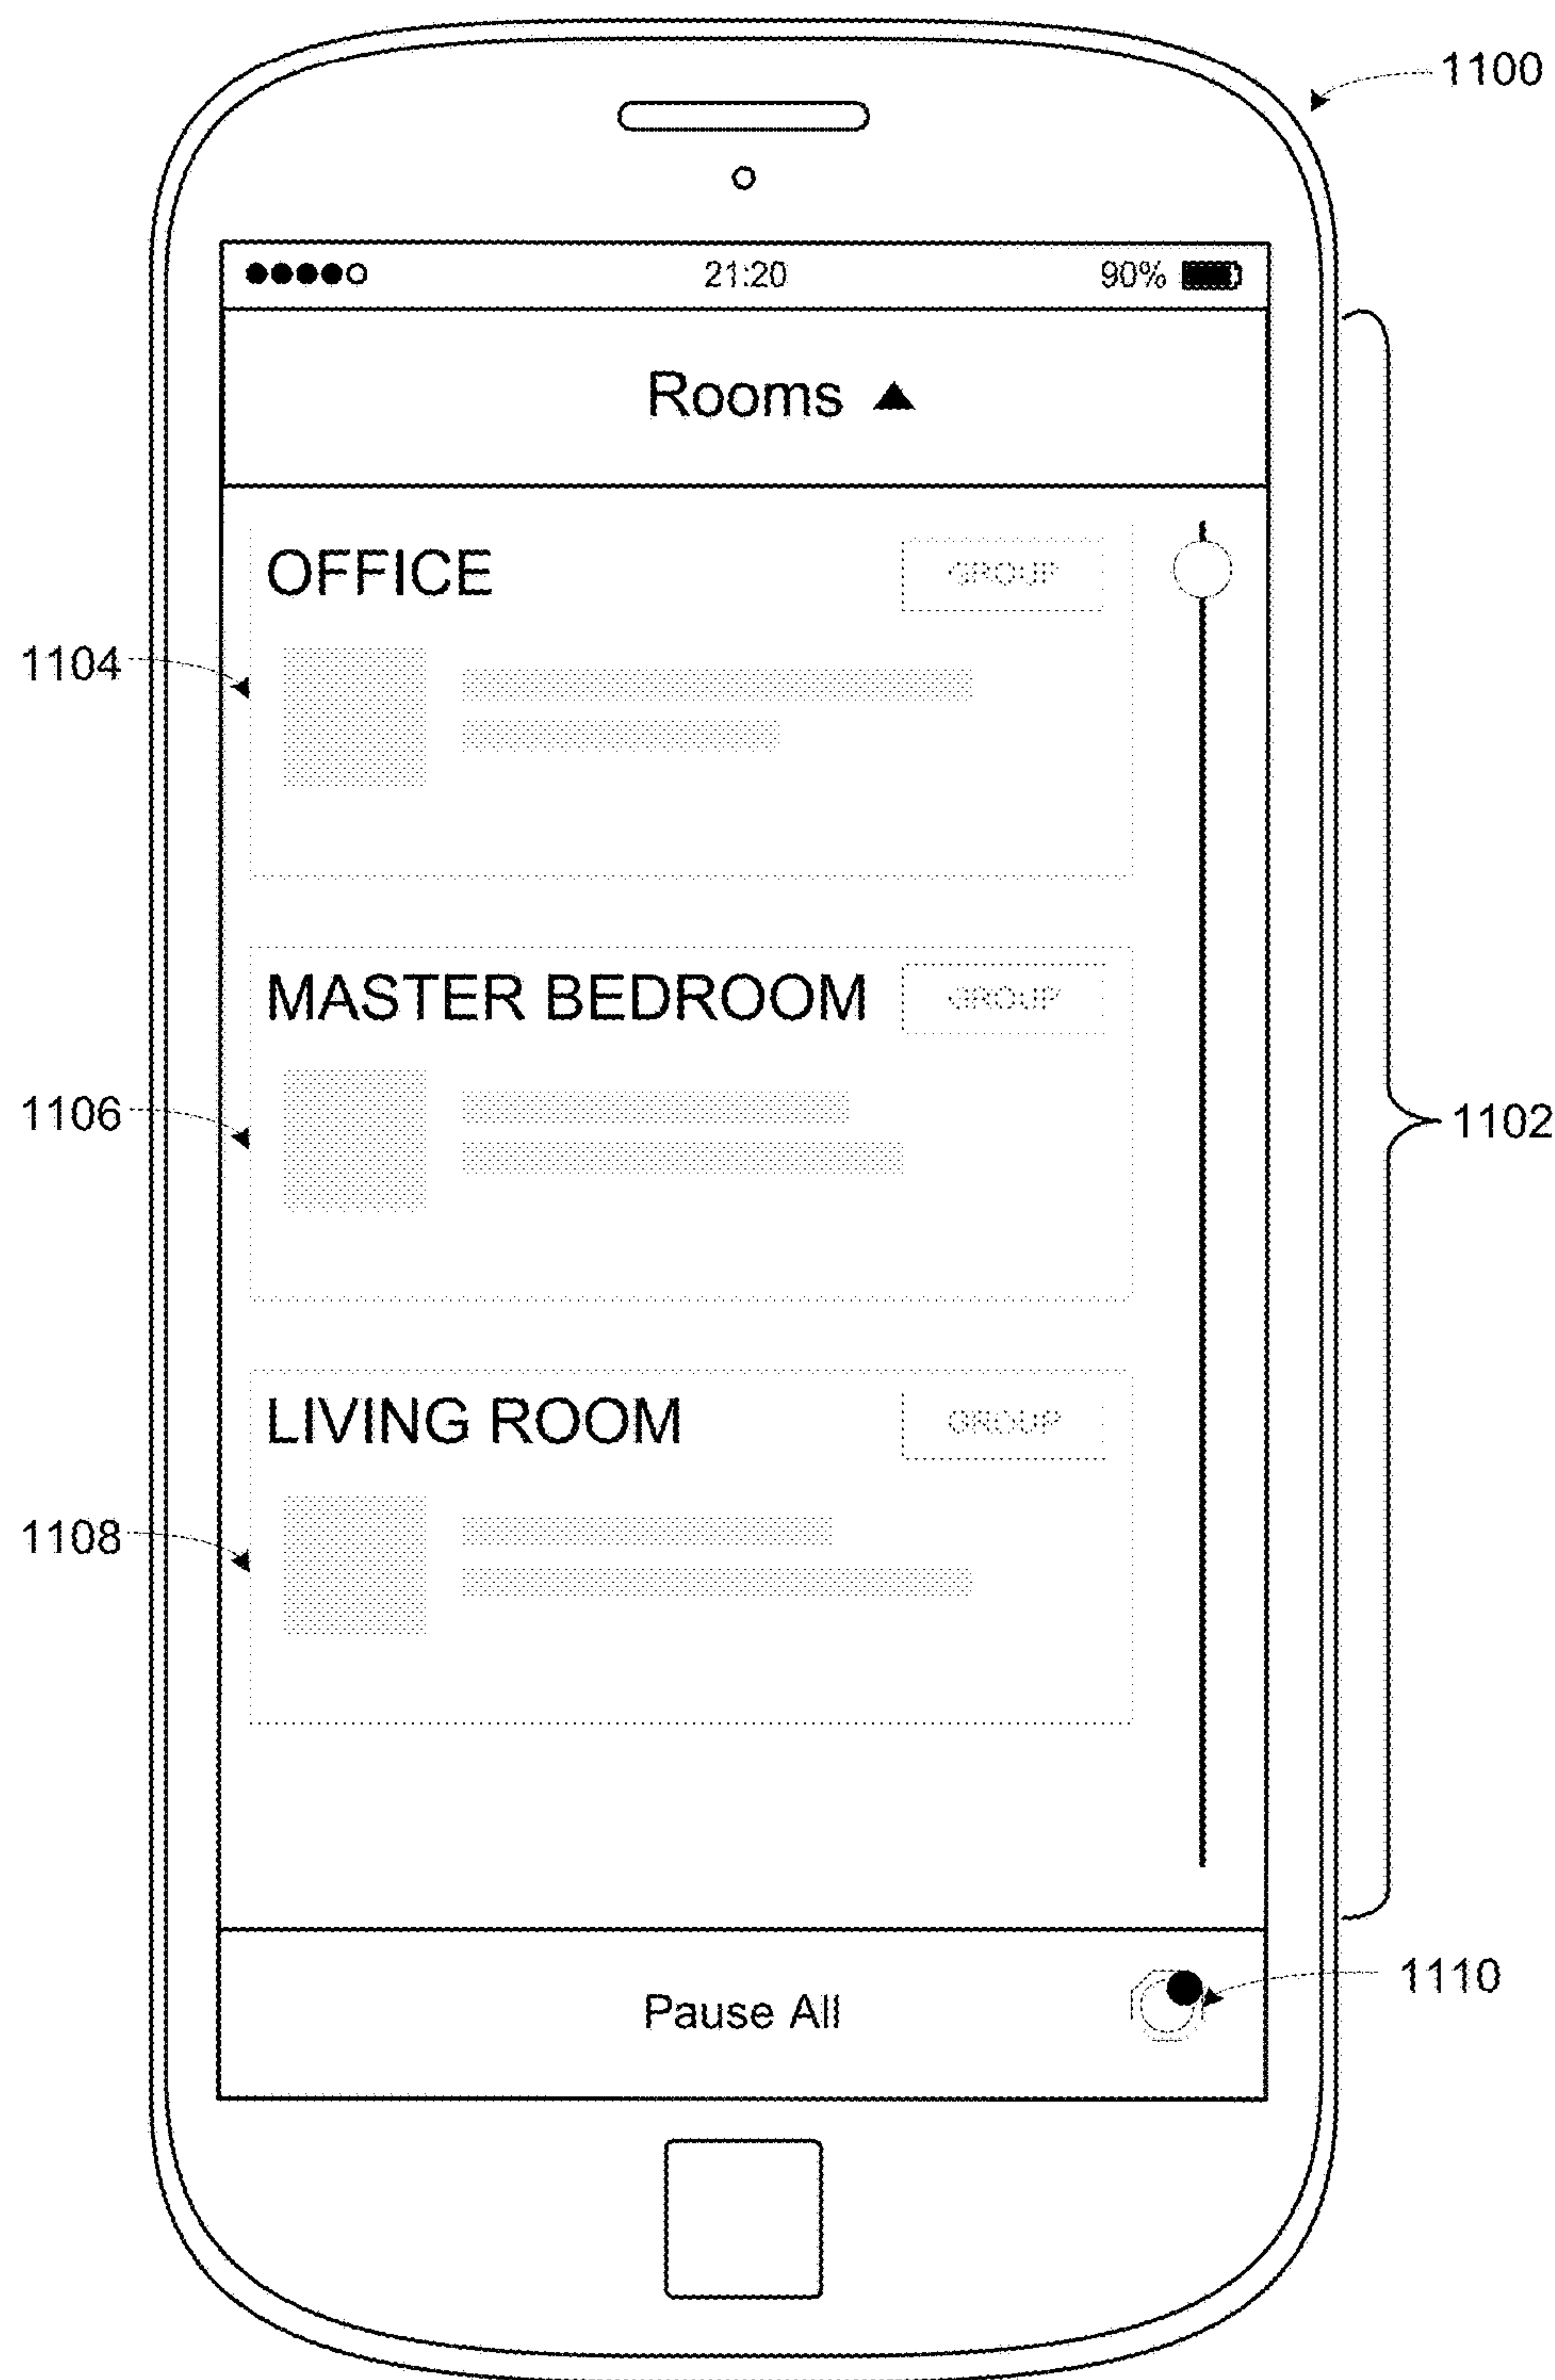 1100
21:20 90%
Rooms
OFFICE GROUP
1104
MASTER BEDROOM GROUP
1106
1102
LIVING ROOM GROUP
1108
1110
Pause All